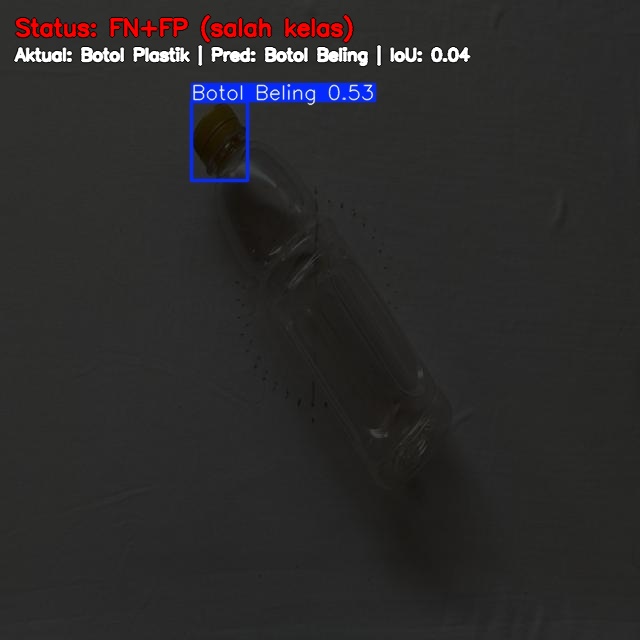 Status: FN+FP (salah kelas)
Aktual: Botol Plastik | Pred: Botol Beling | IoU: 0.04
Botol Beling 0.53